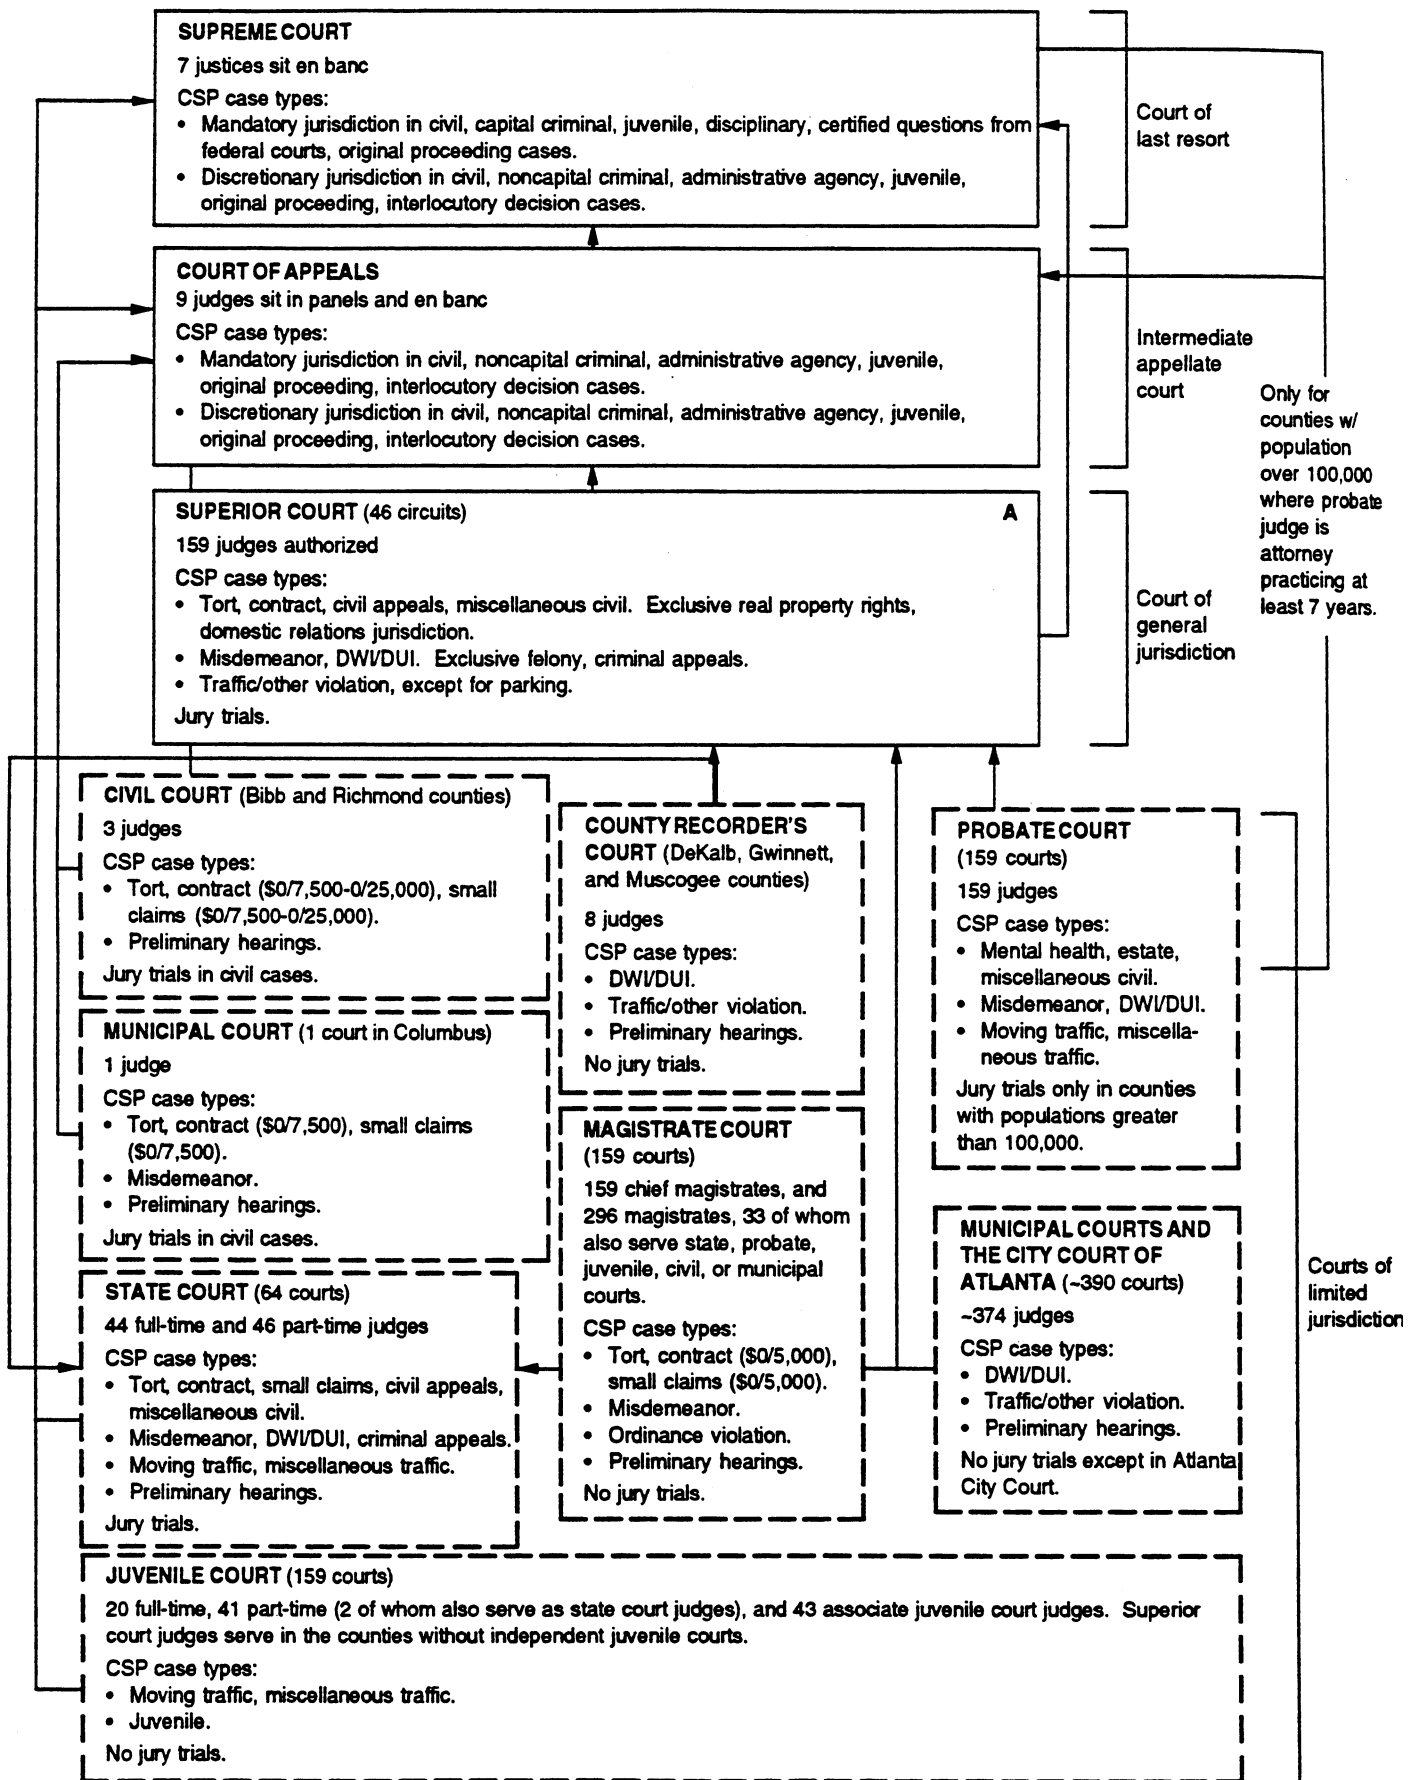 SUPREME COURT
7 justices sit en banc
CSP case types:
• Mandatory jurisdiction in civil, capital criminal, juvenile, disciplinary, certified questions from
federal courts, original proceeding cases.
• Discretionary jurisdiction in civil, noncapital criminal, administrative agency, juvenile,
original proceeding, interlocutory decision cases.
Court of
last resort
COURT OF APPEALS
9 judges sit in panels and en banc
CSP case types:
• Mandatory jurisdiction in civil, noncapital criminal, administrative agency, juvenile,
original proceeding, interlocutory decision cases.
• Discretionary jurisdiction in civil, noncapital criminal, administrative agency, juvenile,
original proceeding, interlocutory decision cases.
Intermediate
appellate
court
Only for
counties w/
population
over 100,000
where probate
judge is
attorney
practicing at
least 7 years.
SUPERIOR COURT (46 circuits)
A
159 judges authorized
CSP case types:
• Tort, contract, civil appeals, miscellaneous civil. Exclusive real property rights,
domestic relations jurisdiction.
• Misdemeanor, DWI/DUI. Exclusive felony, criminal appeals.
• Traffic/other violation, except for parking.
Jury trials.
Court of
general
jurisdiction
CIVIL COURT (Bibb and Richmond counties)
3 judges
CSP case types:
• Tort, contract ($0/7,500-0/25,000), small
claims ($0/7,500-0/25,000).
• Preliminary hearings.
Jury trials in civil cases.
MUNICIPAL COURT (1 court in Columbus)
1 judge
CSP case types:
• Tort, contract ($0/7,500), small claims
($0/7,500).
• Misdemeanor.
• Preliminary hearings.
Jury trials in civil cases.
STATE COURT (64 courts)
44 full-time and 46 part-time judges
CSP case types:
• Tort, contract, small claims, civil appeals,
miscellaneous civil.
• Misdemeanor, DWI/DUI, criminal appeals.
• Moving traffic, miscellaneous traffic.
• Preliminary hearings.
Jury trials.
COUNTY RECORDER'S
COURT (DeKalb, Gwinnett,
and Muscogee counties)
8 judges
CSP case types:
• DWI/DUI.
• Traffic/other violation.
• Preliminary hearings.
No jury trials.
MAGISTRATE COURT
(159 courts)
159 chief magistrates, and
296 magistrates, 33 of whom
also serve state, probate,
juvenile, civil, or municipal
courts.
CSP case types:
• Tort, contract ($0/5,000),
small claims ($0/5,000).
• Misdemeanor.
• Ordinance violation.
• Preliminary hearings.
No jury trials.
PROBATE COURT
(159 courts)
159 judges
CSP case types:
• Mental health, estate,
miscellaneous civil.
• Misdemeanor, DWI/DUI.
• Moving traffic, miscella-
neous traffic.
Jury trials only in counties
with populations greater
than 100,000.
MUNICIPAL COURTS AND
THE CITY COURT OF
ATLANTA (~390 courts)
~374 judges
CSP case types:
• DWI/DUI.
• Traffic/other violation.
• Preliminary hearings.
No jury trials except in Atlanta
City Court.
Courts of
limited
jurisdiction
JUVENILE COURT (159 courts)
20 full-time, 41 part-time (2 of whom also serve as state court judges), and 43 associate juvenile court judges. Superior
court judges serve in the counties without independent juvenile courts.
CSP case types:
• Moving traffic, miscellaneous traffic.
• Juvenile.
No jury trials.